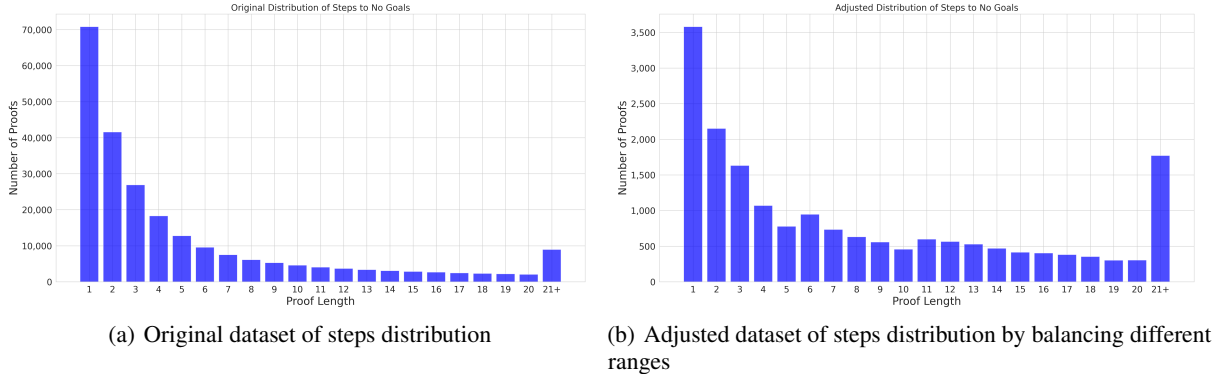 Original Distribution of Steps to No Goals
Number of Proofs
70,000
60,000
50,000
40,000
30,000
20,000
10,000
0
1 2 3 4 5 6 7 8 9 10 11 12 13 14 15 16 17 18 19 20 21+
Proof Length
(a) Original dataset of steps distribution
Adjusted Distribution of Steps to No Goals
Number of Proofs
3,500
3,000
2,500
2,000
1,500
1,000
500
0
1 2 3 4 5 6 7 8 9 10 11 12 13 14 15 16 17 18 19 20 21+
Proof Length
(b) Adjusted dataset of steps distribution by balancing different
ranges